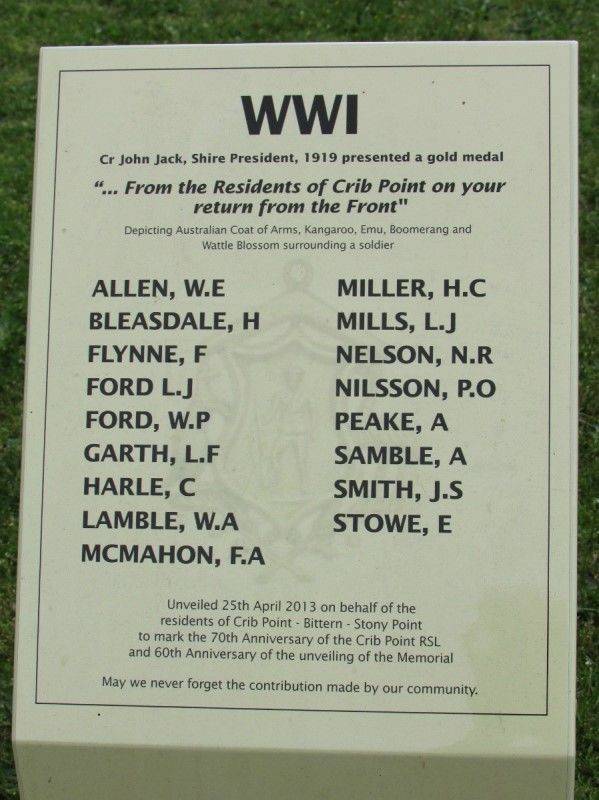 WWI
Cr John Jack, Shire President, 1919 presented a gold medal
"... From the Residents of Crib Point on your
return from the Front"
Depicting Australian Coat of Arms, Kangaroo, Emu, Boomerang and
Wattle Blossom surrounding a soldier
ALLEN, W.E
BLEASDALE, H
FLYNNE, F
FORD L.J
FORD, W.P
GARTH, L.F
HARLE, C
LAMBLE, W.A
MCMAHON, F.A
MILLER, H.C
MILLS, L.J
NELSON, N.R
NILSSON, P.O
PEAKE, A
SAMBLE, A
SMITH, J.S
STOWE, E
Unveiled 25th April 2013 on behalf of the
residents of Crib Point - Bittern - Stony Point
to mark the 70th Anniversary of the Crib Point RSL
and 60th Anniversary of the unveiling of the Memorial
May we never forget the contribution made by our community.